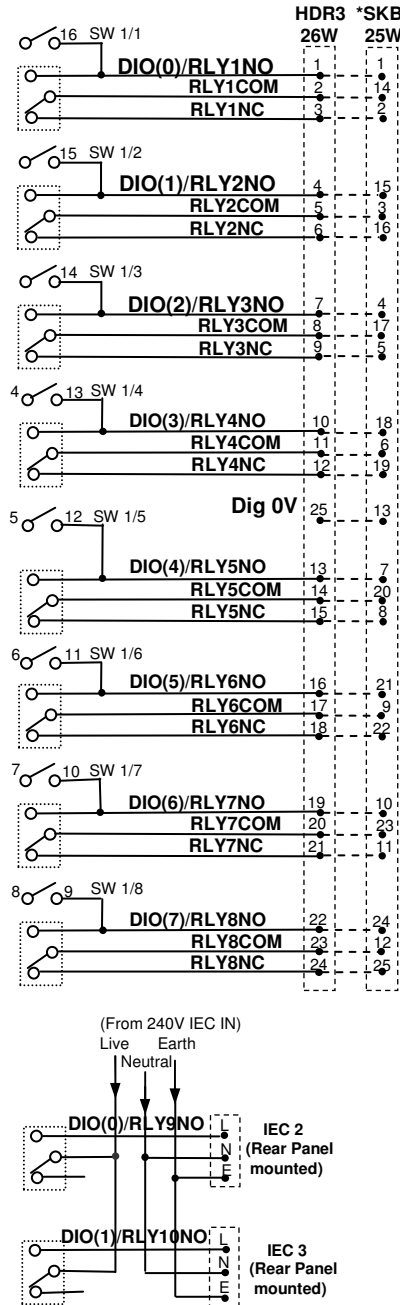 HDR3 *SKB
26W 25W
16 SW 1/1
DIO(0)/RLY1NO 1 1
RLY1COM 2 14
RLY1NC 3 2
15 SW 1/2
DIO(1)/RLY2NO 4 15
RLY2COM 5 3
RLY2NC 6 16
14 SW 1/3
DIO(2)/RLY3NO 7 4
RLY3COM 8 17
RLY3NC 9 5
4 13 SW 1/4
DIO(3)/RLY4NO 10 18
RLY4COM 11 6
RLY4NC 12 19
Dig 0V 25 13
5 12 SW 1/5
DIO(4)/RLY5NO 13 7
RLY5COM 14 20
RLY5NC 15 8
6 11 SW 1/6
DIO(5)/RLY6NO 16 21
RLY6COM 17 9
RLY6NC 18 22
7 10 SW 1/7
DIO(6)/RLY7NO 19 10
RLY7COM 20 23
RLY7NC 21 11
8 9 SW 1/8
DIO(7)/RLY8NO 22 24
RLY8COM 23 12
RLY8NC 24 25
(From 240V IEC IN)
Live Earth
Neutral
DIO(0)/RLY9NO L IEC 2
N (Rear Panel
E mounted)
DIO(1)/RLY10NO L IEC 3
N (Rear Panel
E mounted)